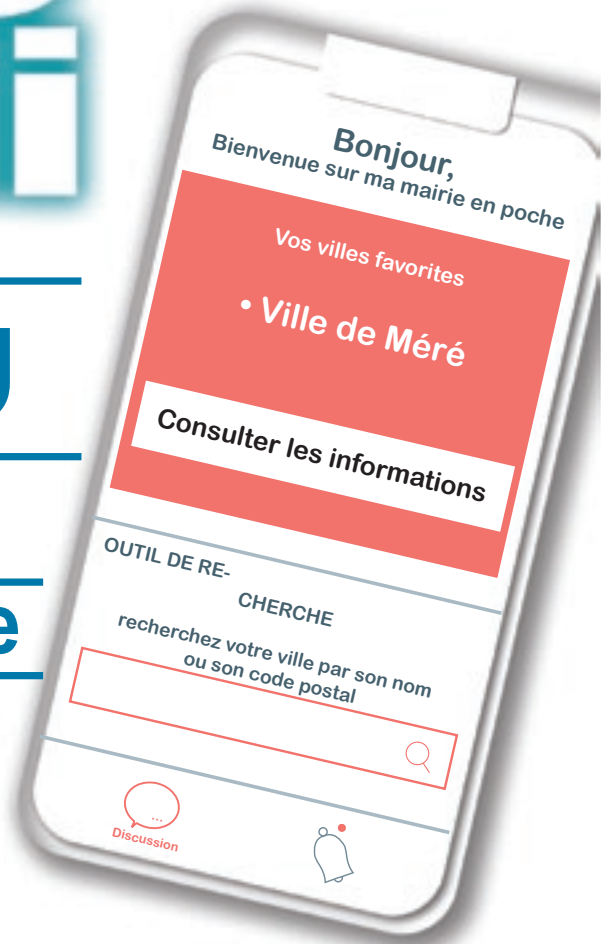 Bonjour,
Bienvenue sur ma mairie en poche
Vos villes favorites
• Ville de Méré
Consulter les informations
OUTIL DE RE-
CHERCHE
recherchez votre ville par son nom
ou son code postal
...
Discussion